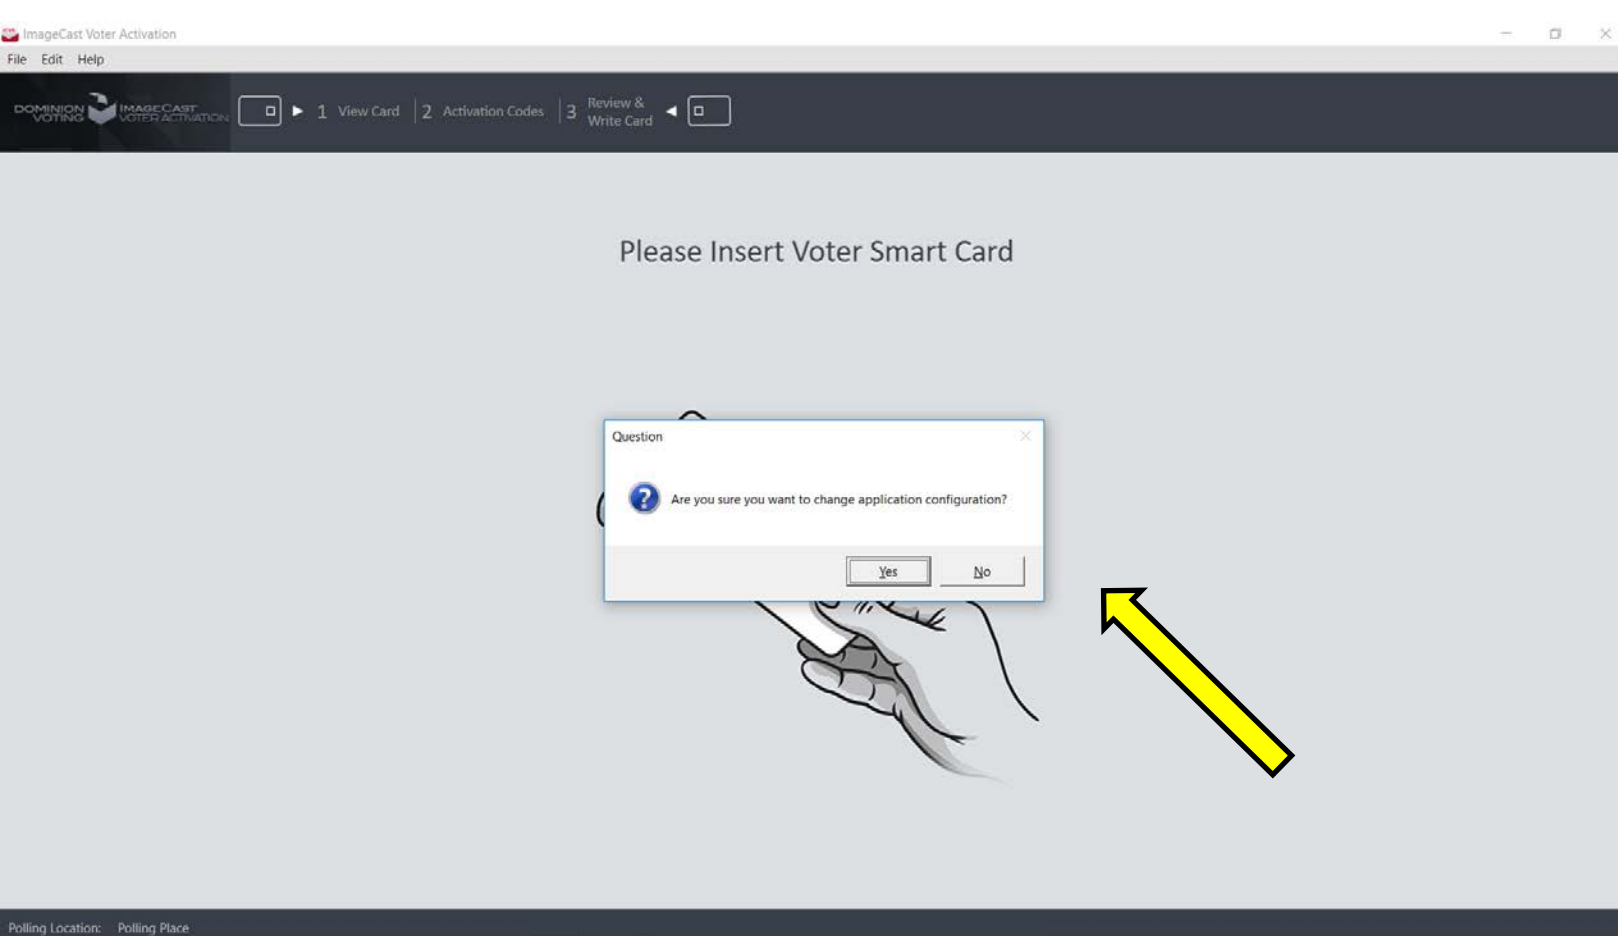 ImageCast Voter Activation
File Edit Help
DOMINION VOTING
IMAGECAST VOTER ACTIVATION
1 View Card
2 Activation Codes
3 Review & Write Card
Please Insert Voter Smart Card
Question
?
Are you sure you want to change application configuration?
Yes No
Polling Location: Polling Place